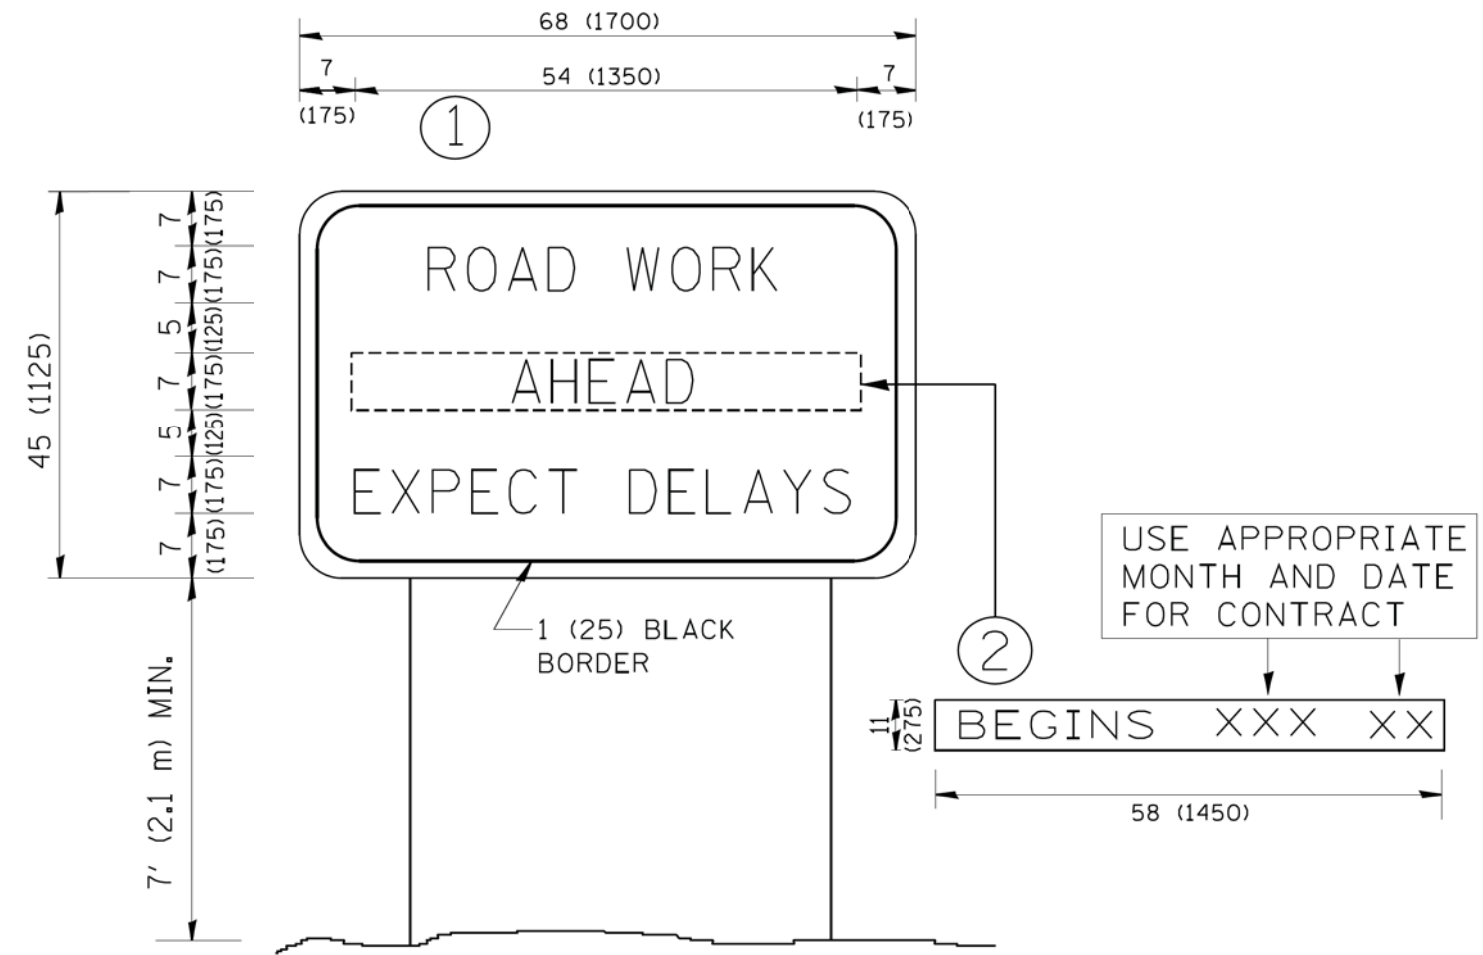 68 (1700)
7
54 (1350)
7
(175)
(175)
1
45 (1125)
7
(175)
7
(175)
5
(125)
7
(175)
5
(125)
7
(175)
7
(175)
ROAD WORK
AHEAD
EXPECT DELAYS
1 (25) BLACK
BORDER
7' (2.1 m) MIN.
USE APPROPRIATE
MONTH AND DATE
FOR CONTRACT
2
11
(275)
BEGINS XXX XX
58 (1450)